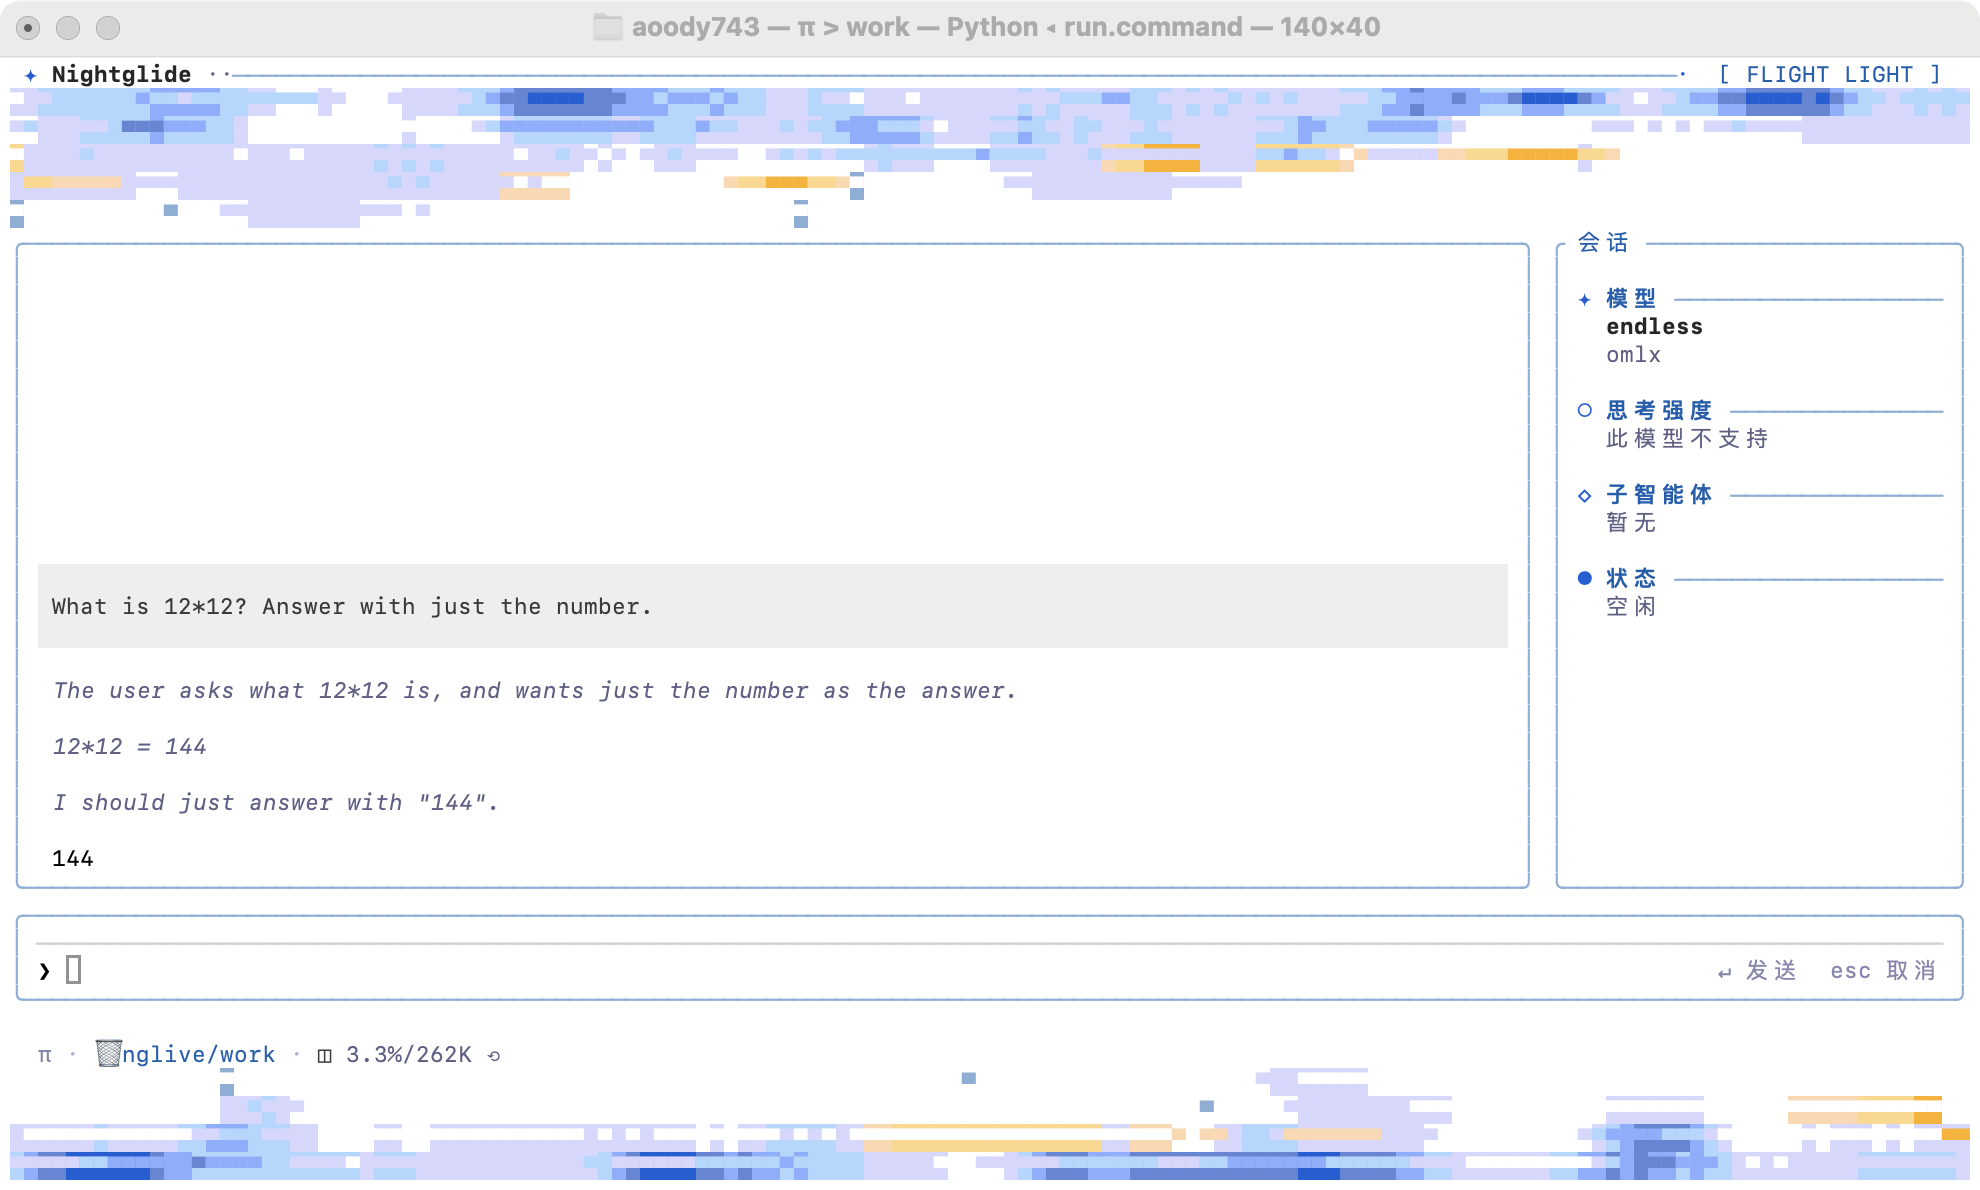 aoody743 — π > work — Python ◂ run.command — 140×40
✦ Nightglide ·· · [ FLIGHT LIGHT ]
会话
✦ 模型
endless
omlx
○ 思考强度
此模型不支持
◇ 子智能体
暂无
● 状态
空闲
What is 12*12? Answer with just the number.
The user asks what 12*12 is, and wants just the number as the answer.
12*12 = 144
I should just answer with "144".
144
❯ ↵ 发送 esc 取消
π · 🗑nglive/work · ◫ 3.3%/262K ⟲